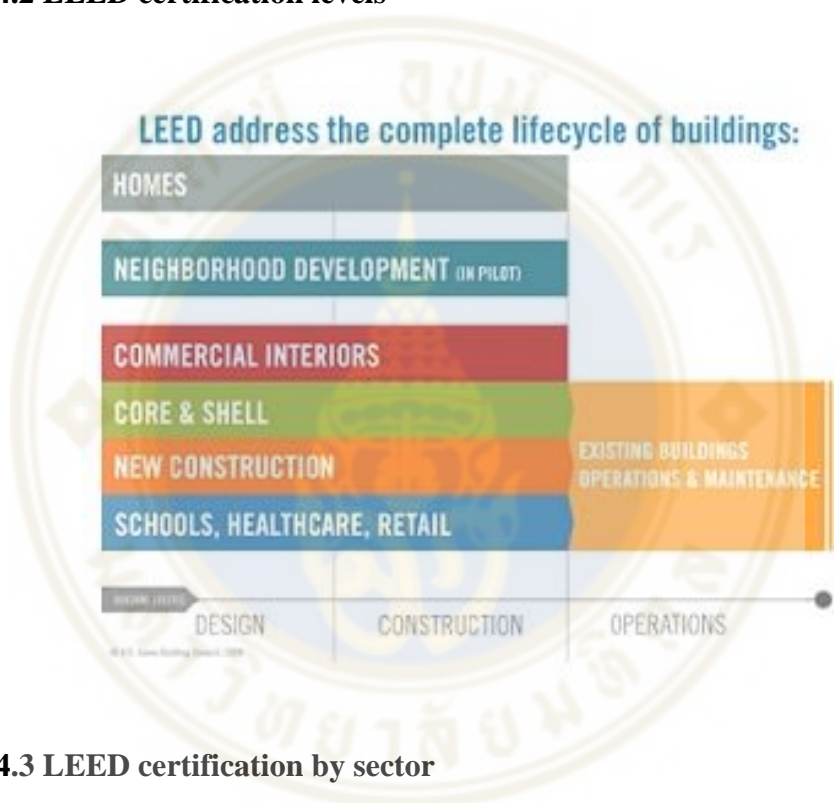 LEED certification levels
LEED address the complete lifecycle of buildings:
HOMES
NEIGHBORHOOD DEVELOPMENT (IN PILOT)
COMMERCIAL INTERIORS
CORE & SHELL
NEW CONSTRUCTION
EXISTING BUILDINGS
OPERATIONS & MAINTENANCE
SCHOOLS, HEALTHCARE, RETAIL
DESIGN
CONSTRUCTION
OPERATIONS
4.3 LEED certification by sector